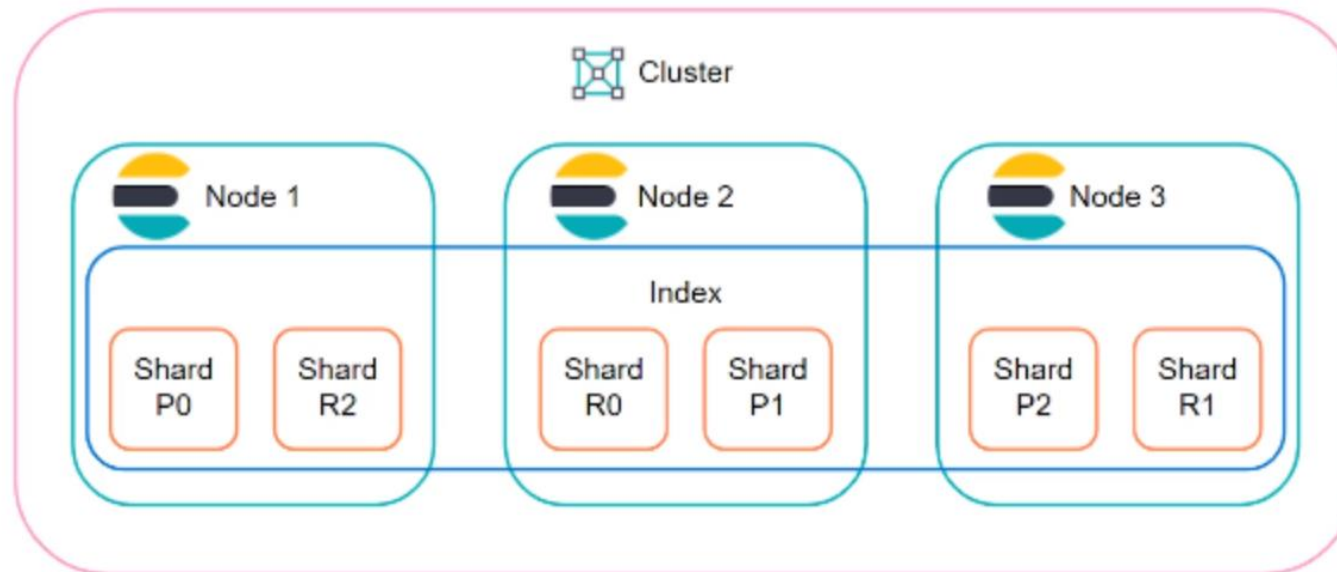 Cluster
Node 1
Node 2
Node 3
Index
Shard
P0
Shard
R2
Shard
R0
Shard
P1
Shard
P2
Shard
R1